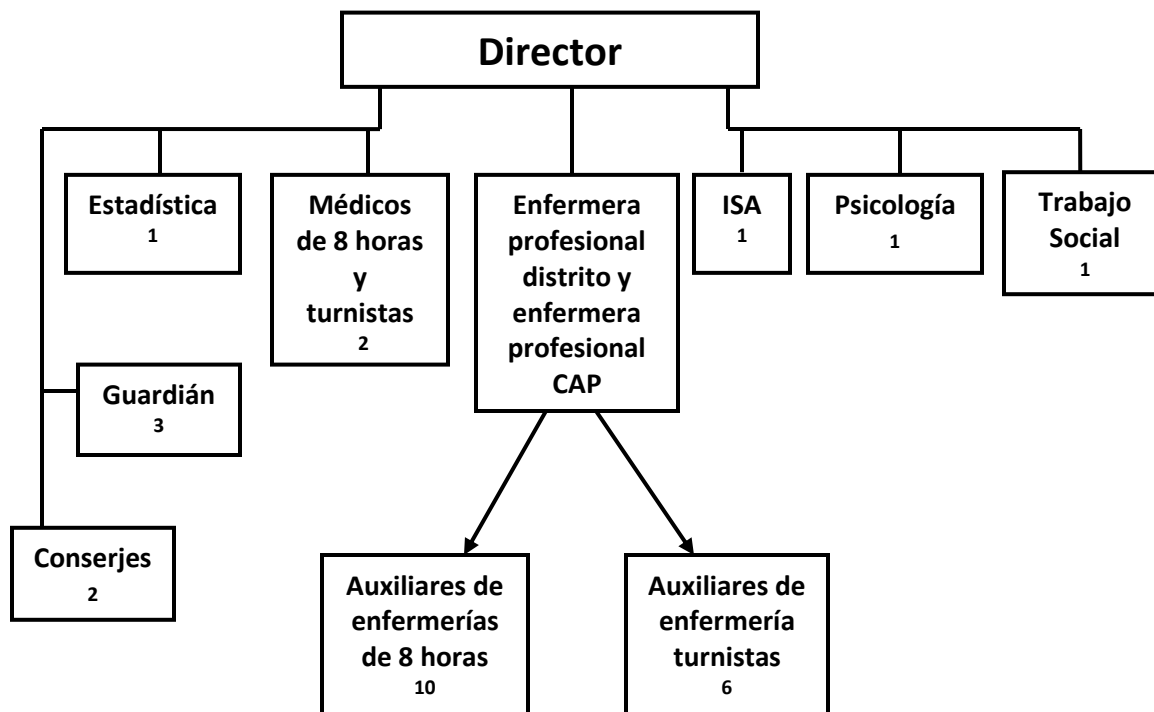 Director
Estadística
1
Médicos
de 8 horas
y
turnistas
2
Enfermera
profesional
distrito y
enfermera
profesional
CAP
ISA
1
Psicología
1
Trabajo
Social
1
Guardián
3
Conserjes
2
Auxiliares de
enfermerías
de 8 horas
10
Auxiliares de
enfermería
turnistas
6